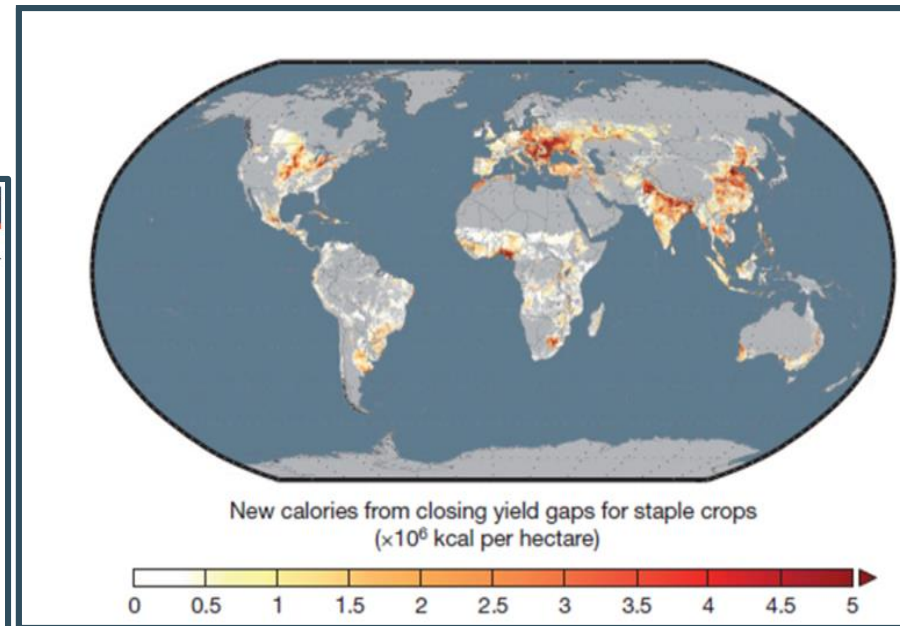 New calories from closing yield gaps for staple crops
(×10⁶ kcal per hectare)
0 0.5 1 1.5 2 2.5 3 3.5 4 4.5 5